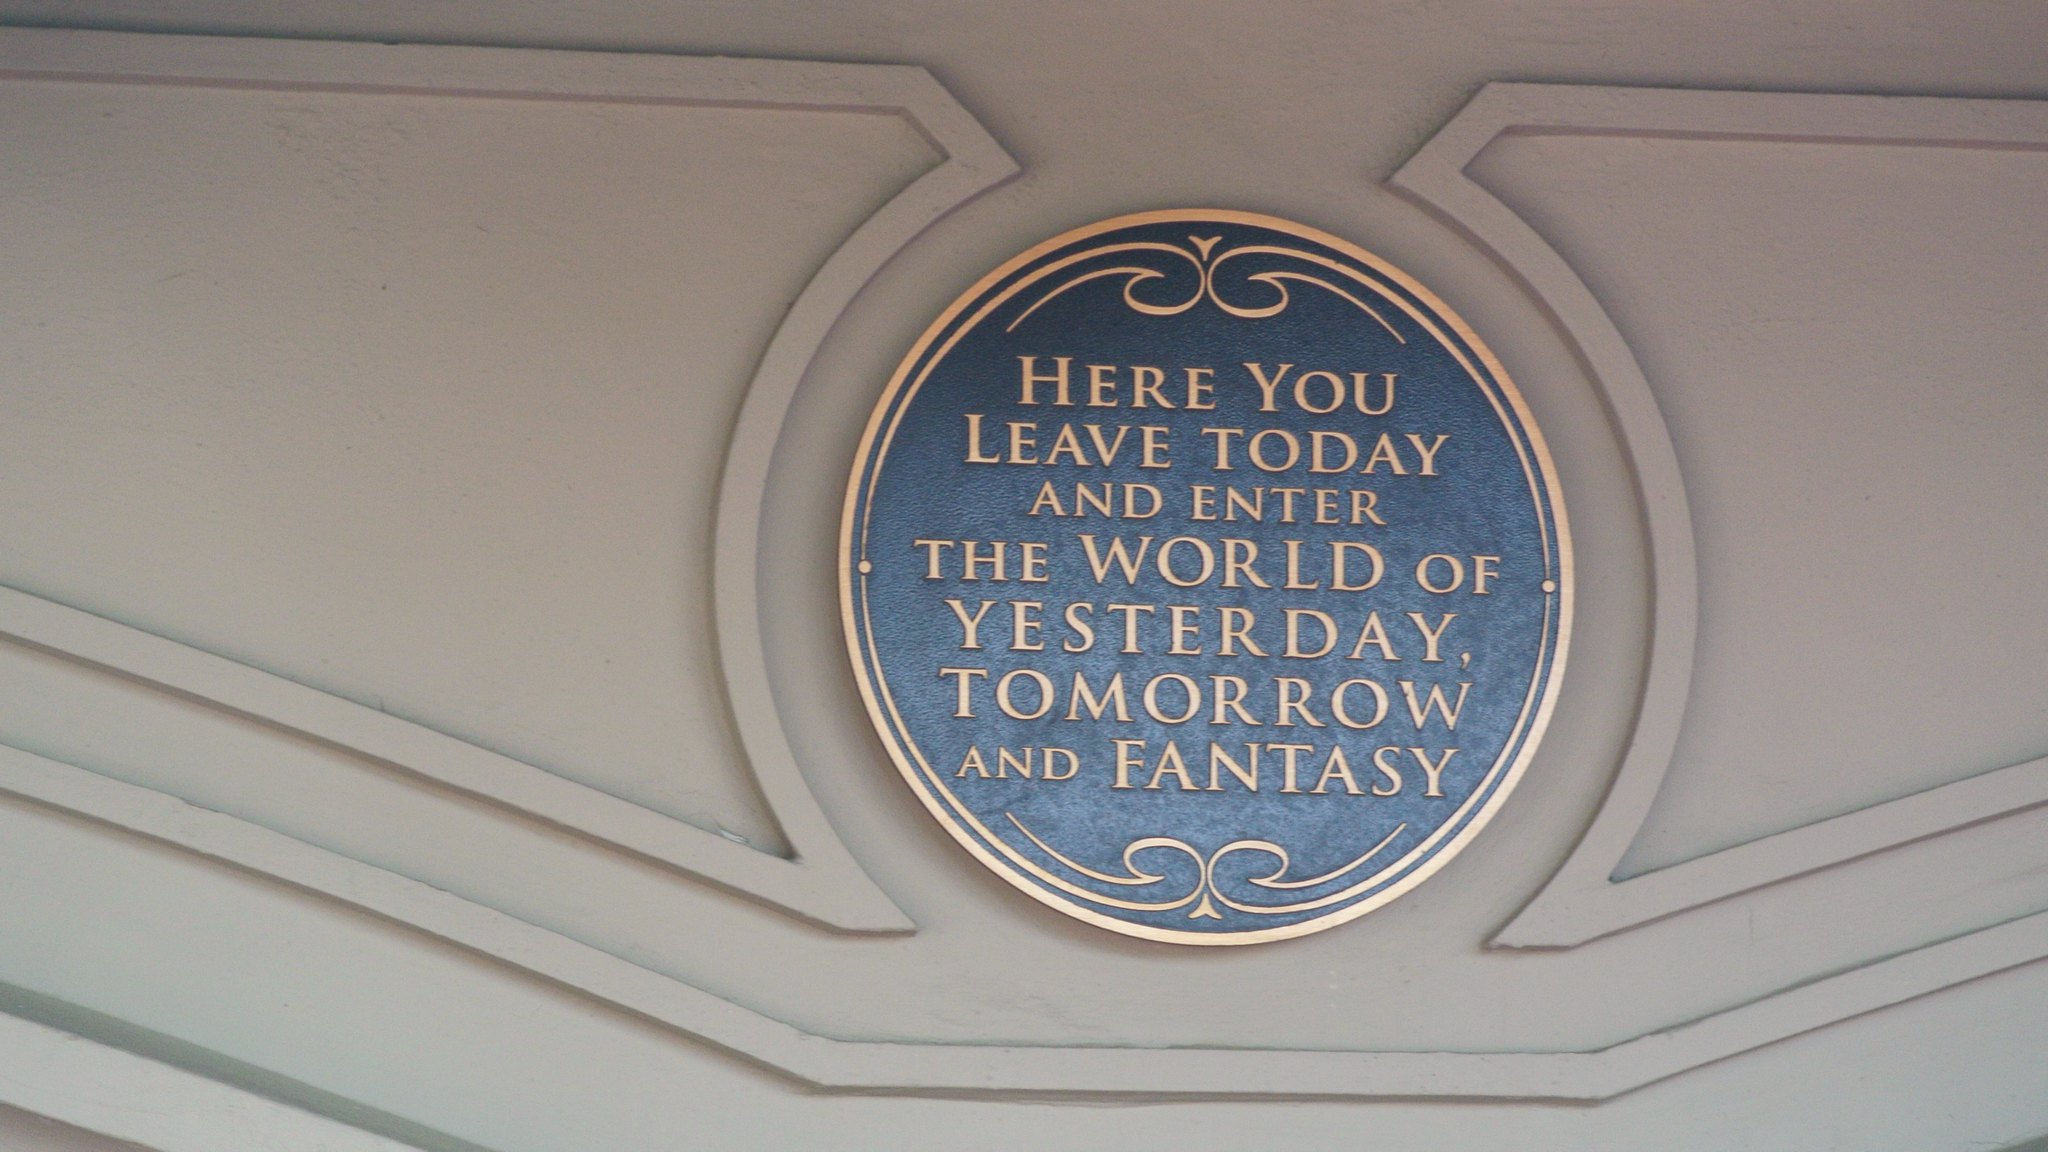 HERE YOU
LEAVE TODAY
AND ENTER
THE WORLD OF
YESTERDAY,
TOMORROW
AND FANTASY